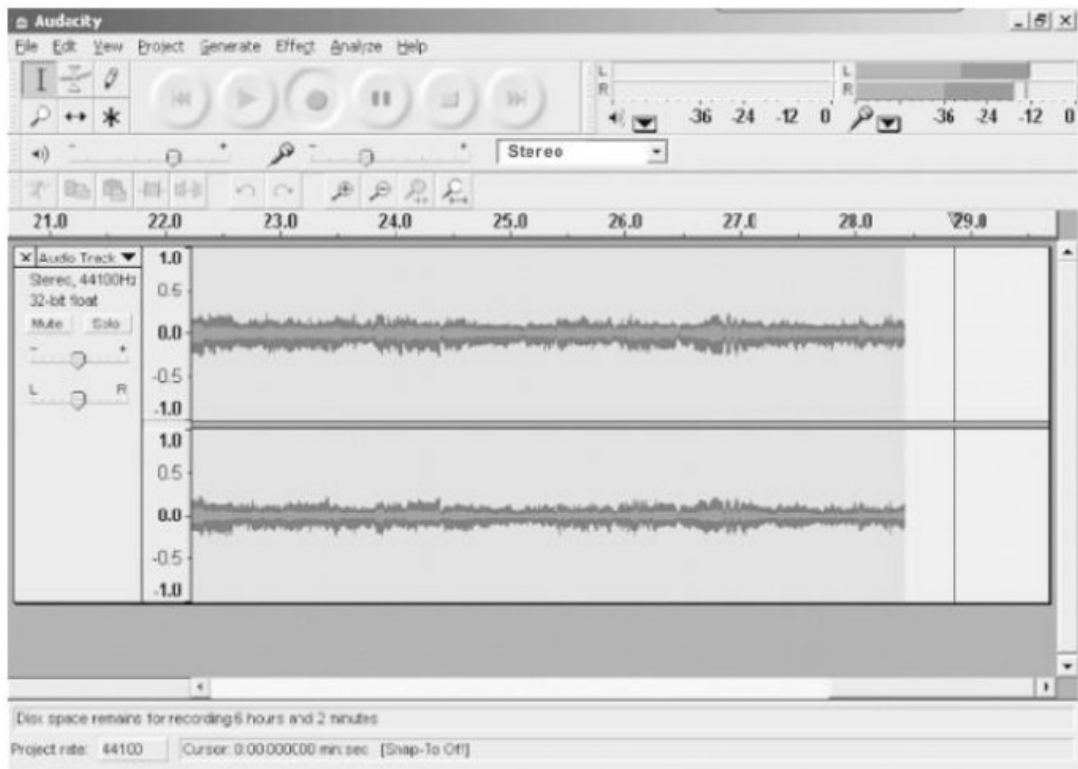 Audacity
File Edit View Project Generate Effect Analyze Help
L
R
-36 -24 -12 0
L
R
-36 -24 -12 0
Stereo
21.0 22.0 23.0 24.0 25.0 26.0 27.0 28.0 29.0
Audio Track
Stereo, 44100Hz
32-bit float
Mute Solo
- +
L R
1.0
0.5
0.0
-0.5
-1.0
1.0
0.5
0.0
-0.5
-1.0
Disk space remains for recording 6 hours and 2 minutes
Project rate: 44100 Cursor: 0:00.000000 min:sec [Snap-To Off]